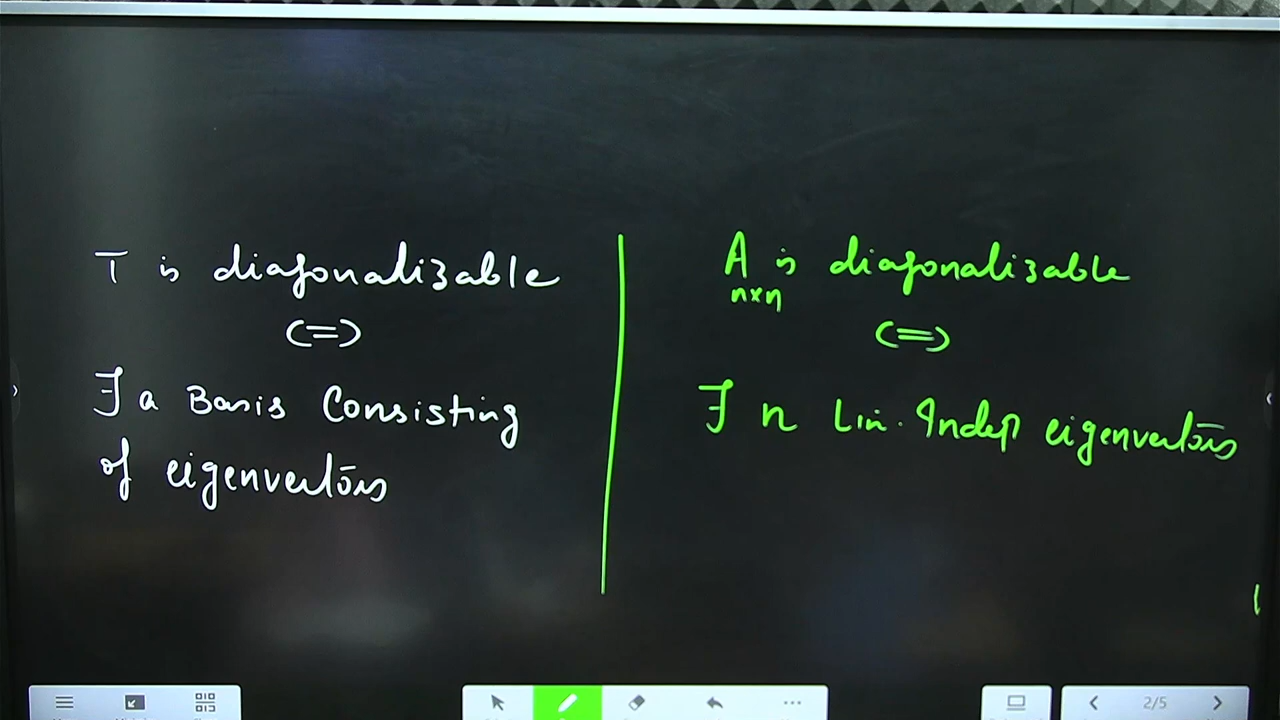 T is diagonalizable
(=)
∃ a Basis Consisting
of eigenvectors
A is diagonalizable
n×n
(=)
∃ n Lin. Indep eigenvectors
2/5